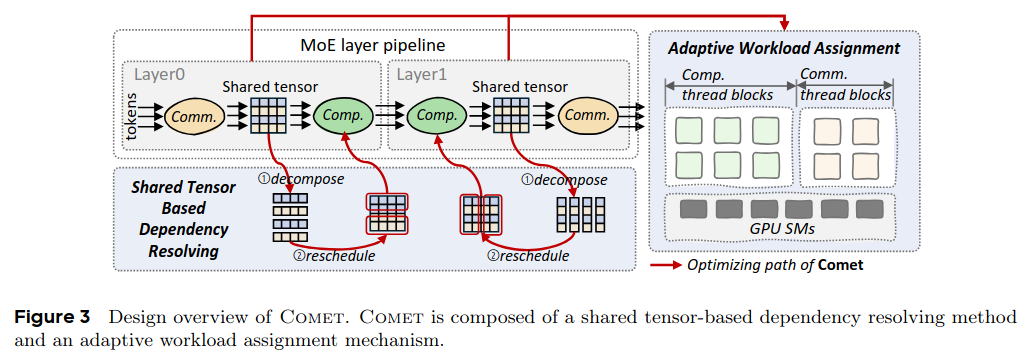 MoE layer pipeline
Layer0
Layer1
tokens
Comm.
Shared tensor
Comp.
Comp.
Shared tensor
Comm.
①decompose
①decompose
Shared Tensor
Based
Dependency
Resolving
②reschedule
②reschedule
Adaptive Workload Assignment
Comp.
thread blocks
Comm.
thread blocks
GPU SMs
Optimizing path of Comet
Figure 3 Design overview of COMET. COMET is composed of a shared tensor-based dependency resolving method
and an adaptive workload assignment mechanism.